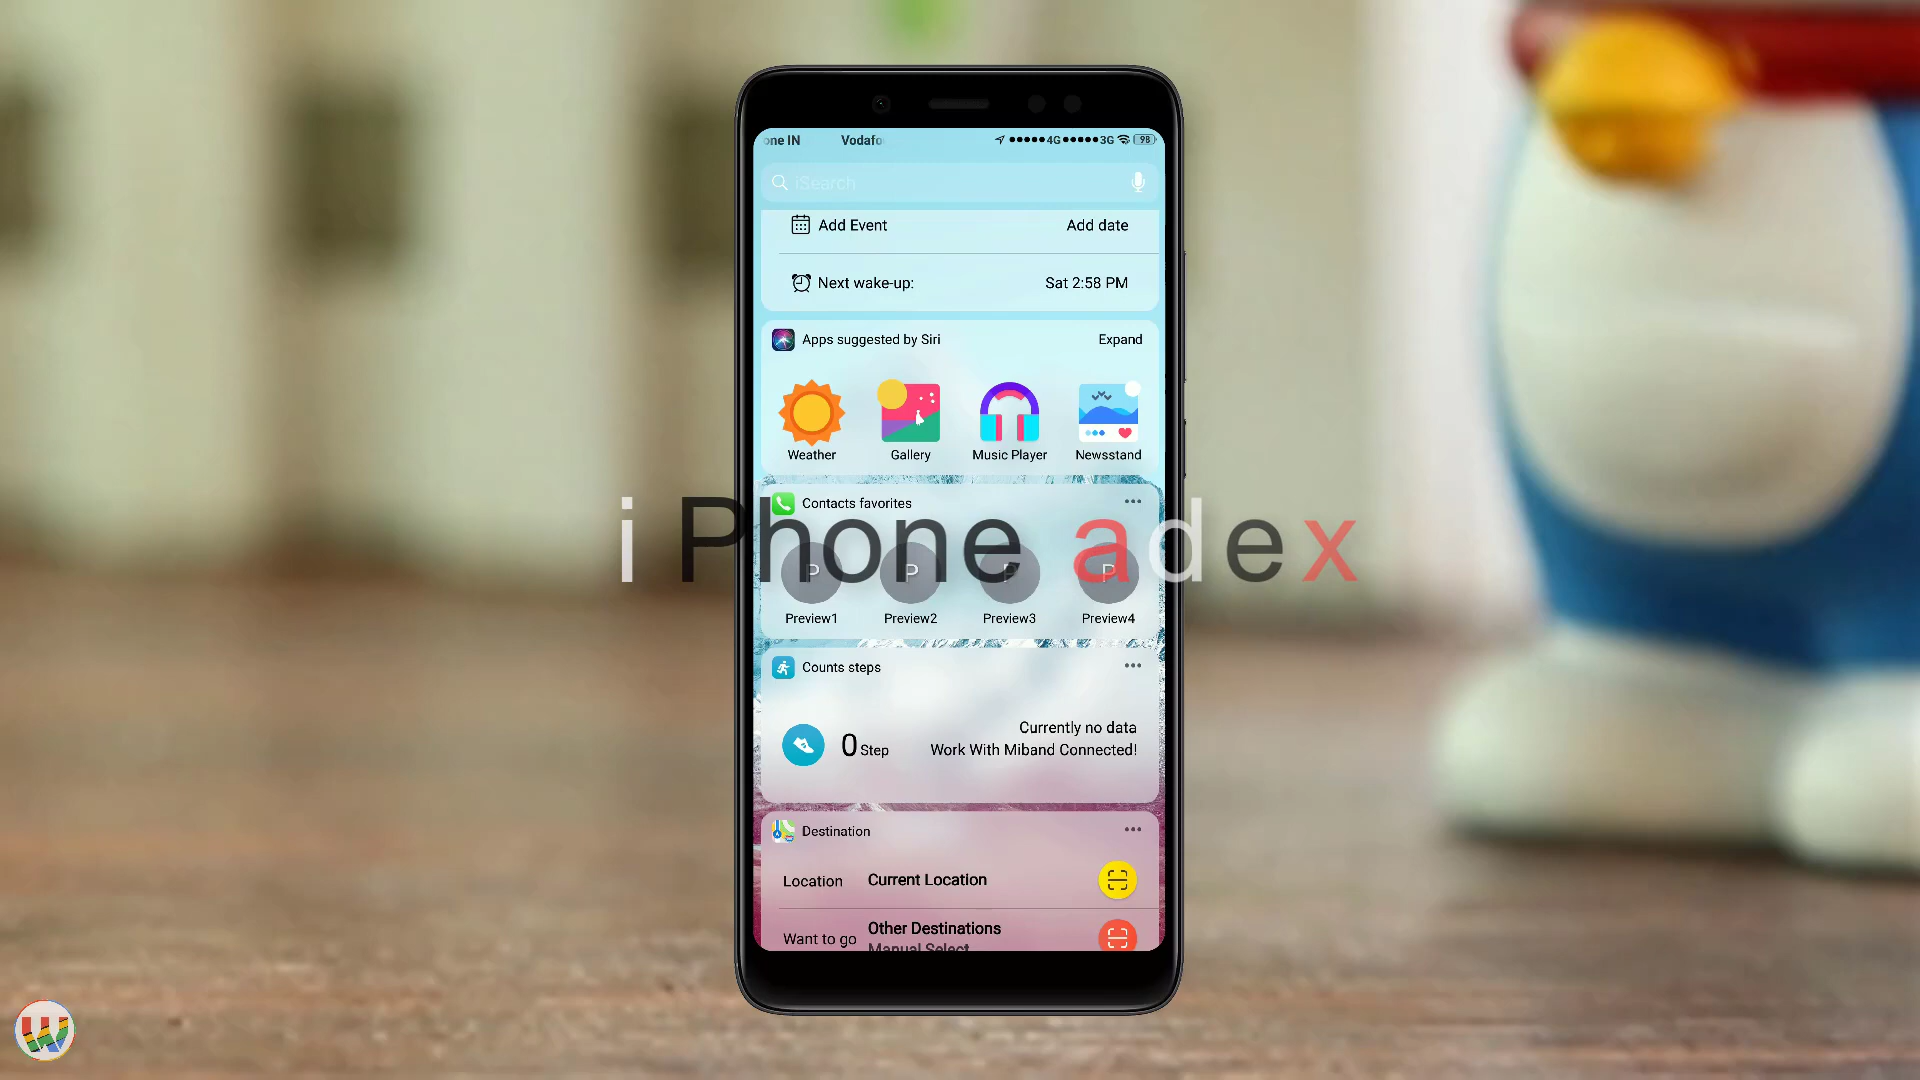 one IN Vodafo 4G 3G 98
iSearch
Add Event Add date
Next wake-up: Sat 2:58 PM
Apps suggested by Siri Expand
Weather Gallery Music Player Newsstand
Contacts favorites
i Phone adex
P P P P
Preview1 Preview2 Preview3 Preview4
Counts steps
Currently no data
0 Step Work With Miband Connected!
Destination
Location Current Location
Other Destinations
Want to go
Manual Select
W